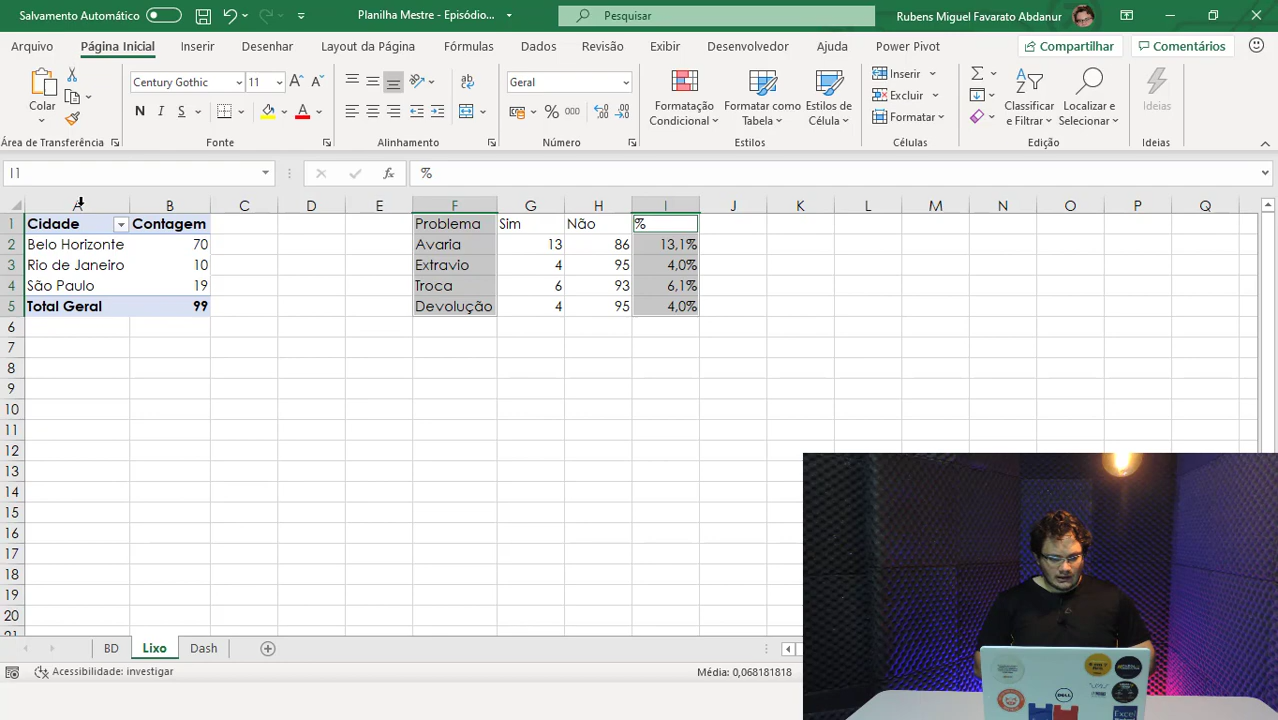 Salvamento Automático
Planilha Mestre - Episódio...
Pesquisar
Rubens Miguel Favarato Abdanur
Arquivo Página Inicial Inserir Desenhar Layout da Página Fórmulas Dados Revisão Exibir Desenvolvedor Ajuda Power Pivot Compartilhar Comentários
Colar
Century Gothic 11
N I S
Geral
% 000
Formatação Condicional
Formatar como Tabela
Estilos de Célula
Inserir
Excluir
Formatar
Classificar e Filtrar
Localizar e Selecionar
Ideias
Área de Transferência Fonte Alinhamento Número Estilos Células Edição Ideias
I1 fx %
A B C D E F G H I J K L M N O P Q
1 Cidade Contagem Problema Sim Não %
2 Belo Horizonte 70 Avaria 13 86 13,1%
3 Rio de Janeiro 10 Extravio 4 95 4,0%
4 São Paulo 19 Troca 6 93 6,1%
5 Total Geral 99 Devolução 4 95 4,0%
6
7
8
9
10
11
12
13
14
15
16
17
18
19
20
21
BD Lixo Dash
Acessibilidade: investigar
Média: 0,068181818
DELL
Excel